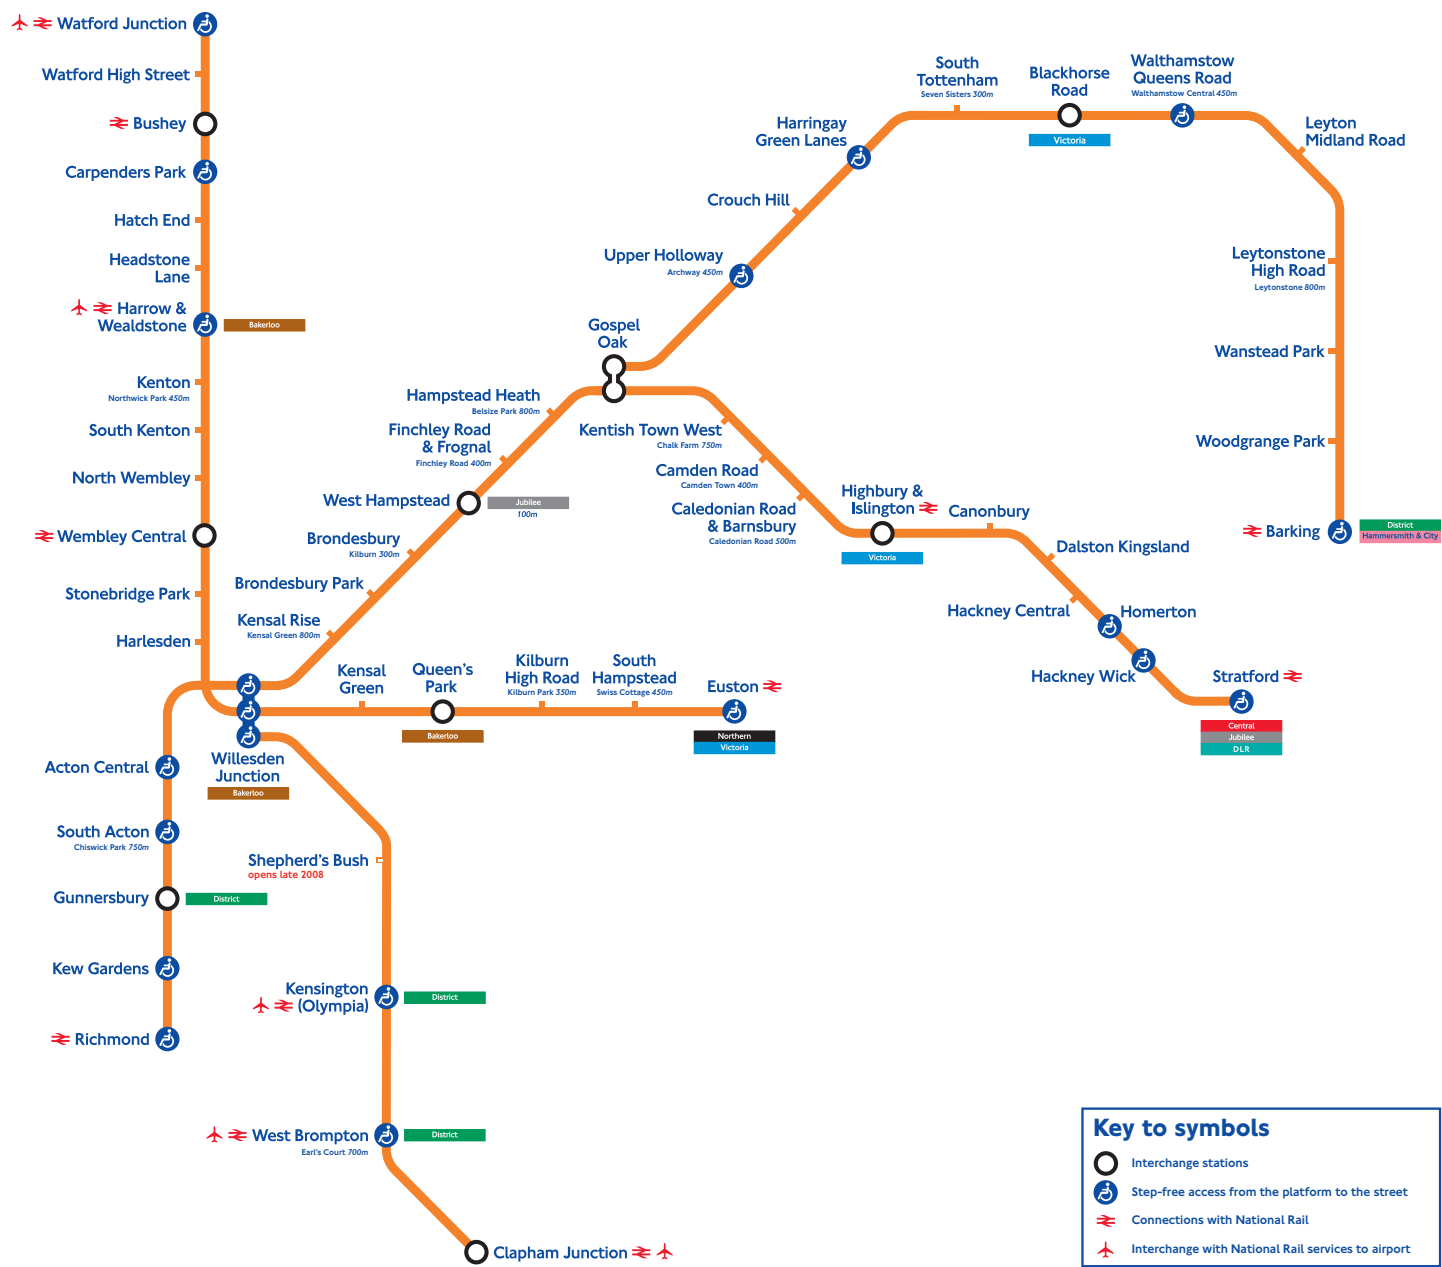 Watford Junction
Watford High Street
Bushey
Carpenders Park
Hatch End
Headstone
Lane
Harrow &
Wealdstone
Bakerloo
Kenton
Northwick Park 450m
South Kenton
North Wembley
Wembley Central
Stonebridge Park
Harlesden
South
Tottenham
Seven Sisters 300m
Blackhorse
Road
Victoria
Walthamstow
Queens Road
Walthamstow Central 450m
Harringay
Green Lanes
Leyton
Midland Road
Crouch Hill
Upper Holloway
Archway 450m
Leytonstone
High Road
Leytonstone 800m
Gospel
Oak
Wanstead Park
Woodgrange Park
Barking
District
Hammersmith & City
Hampstead Heath
Belsize Park 800m
Finchley Road
& Frognal
Finchley Road 400m
West Hampstead
Jubilee
100m
Brondesbury
Kilburn 300m
Brondesbury Park
Kensal Rise
Kensal Green 800m
Kentish Town West
Chalk Farm 750m
Camden Road
Camden Town 400m
Caledonian Road
& Barnsbury
Caledonian Road 500m
Highbury &
Islington
Victoria
Canonbury
Dalston Kingsland
Hackney Central
Homerton
Hackney Wick
Stratford
Central
Jubilee
DLR
Kensal
Green
Queen's
Park
Bakerloo
Kilburn
High Road
Kilburn Park 350m
South
Hampstead
Swiss Cottage 450m
Euston
Northern
Victoria
Willesden
Junction
Bakerloo
Acton Central
South Acton
Chiswick Park 750m
Gunnersbury
District
Kew Gardens
Richmond
Shepherd's Bush
opens late 2008
Kensington
(Olympia)
District
West Brompton
Earl's Court 700m
District
Clapham Junction
Key to symbols
Interchange stations
Step-free access from the platform to the street
Connections with National Rail
Interchange with National Rail services to airport